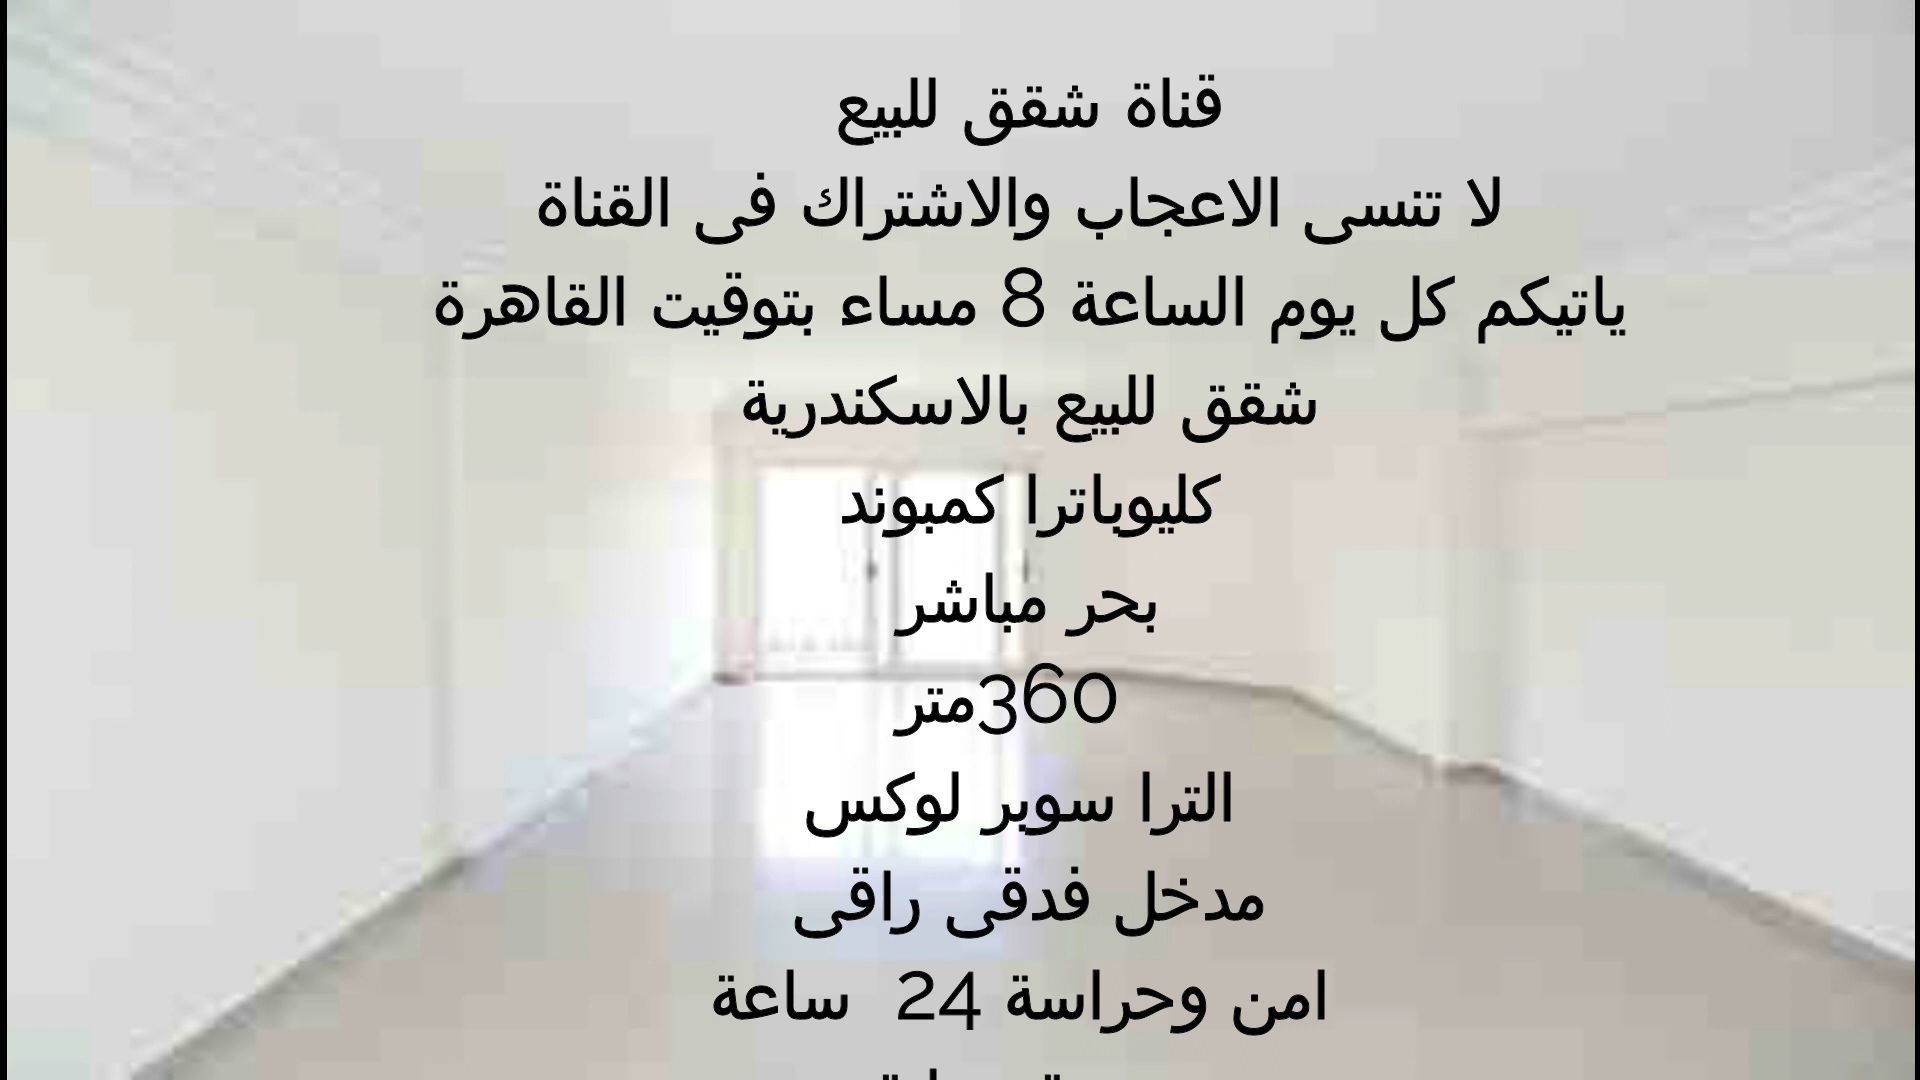 قناة شقق للبيع
لا تنسى الاعجاب والاشتراك فى القناة
ياتيكم كل يوم الساعة 8 مساء بتوقيت القاهرة
شقق للبيع بالاسكندرية
كليوباترا كمبوند
بحر مباشر
360متر
الترا سوبر لوكس
مدخل فدقى راقى
امن وحراسة 24 ساعة